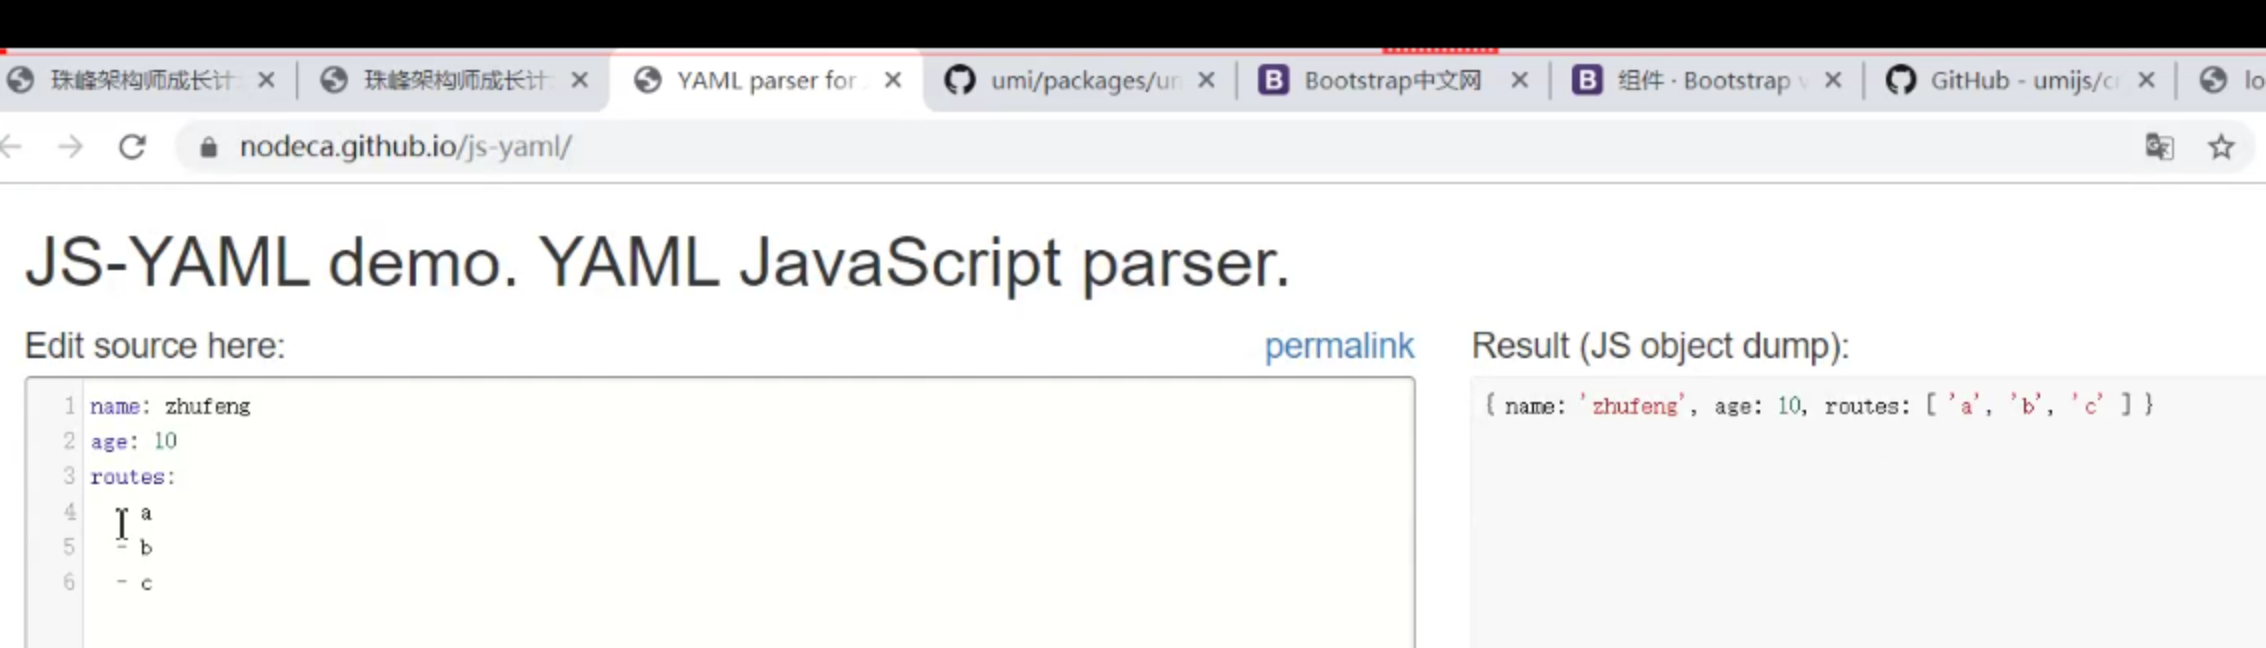 珠峰架构师成长计
珠峰架构师成长计
YAML parser for
umi/packages/un
Bootstrap中文网
组件 · Bootstrap v
GitHub - umijs/cr
lo
nodeca.github.io/js-yaml/
JS-YAML demo. YAML JavaScript parser.
Edit source here:
permalink
Result (JS object dump):
1 name: zhufeng
2 age: 10
3 routes:
4 a
5 - b
6 - c
{ name: 'zhufeng', age: 10, routes: [ 'a', 'b', 'c' ] }